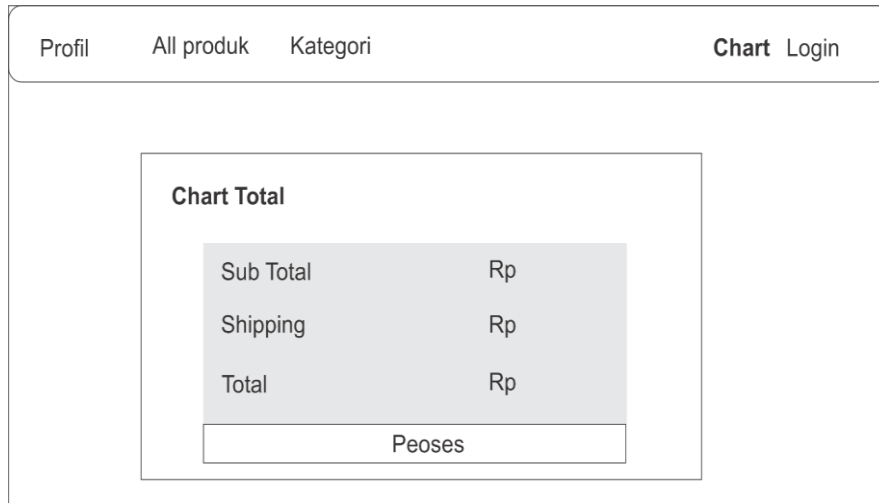 Profil All produk Kategori Chart Login
Chart Total
Sub Total Rp
Shipping Rp
Total Rp
Peoses